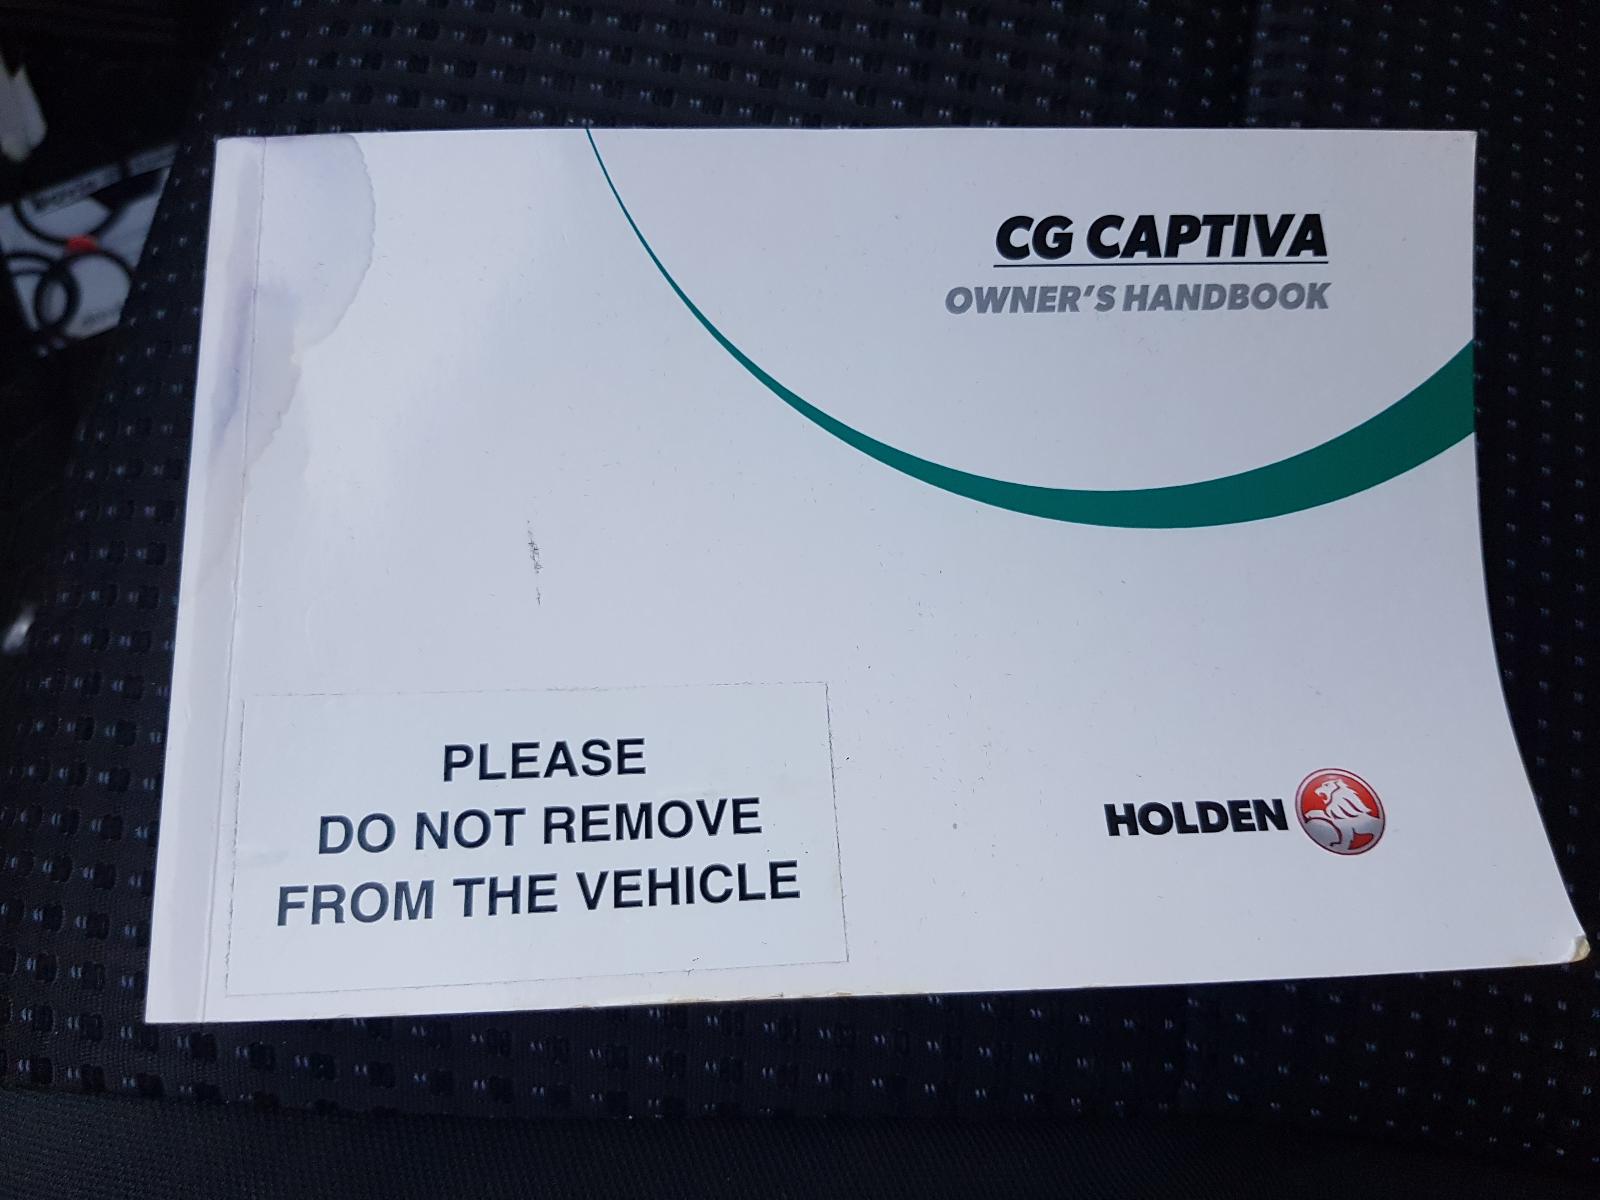 CG CAPTIVA
OWNER'S HANDBOOK
PLEASE
DO NOT REMOVE
FROM THE VEHICLE
HOLDEN